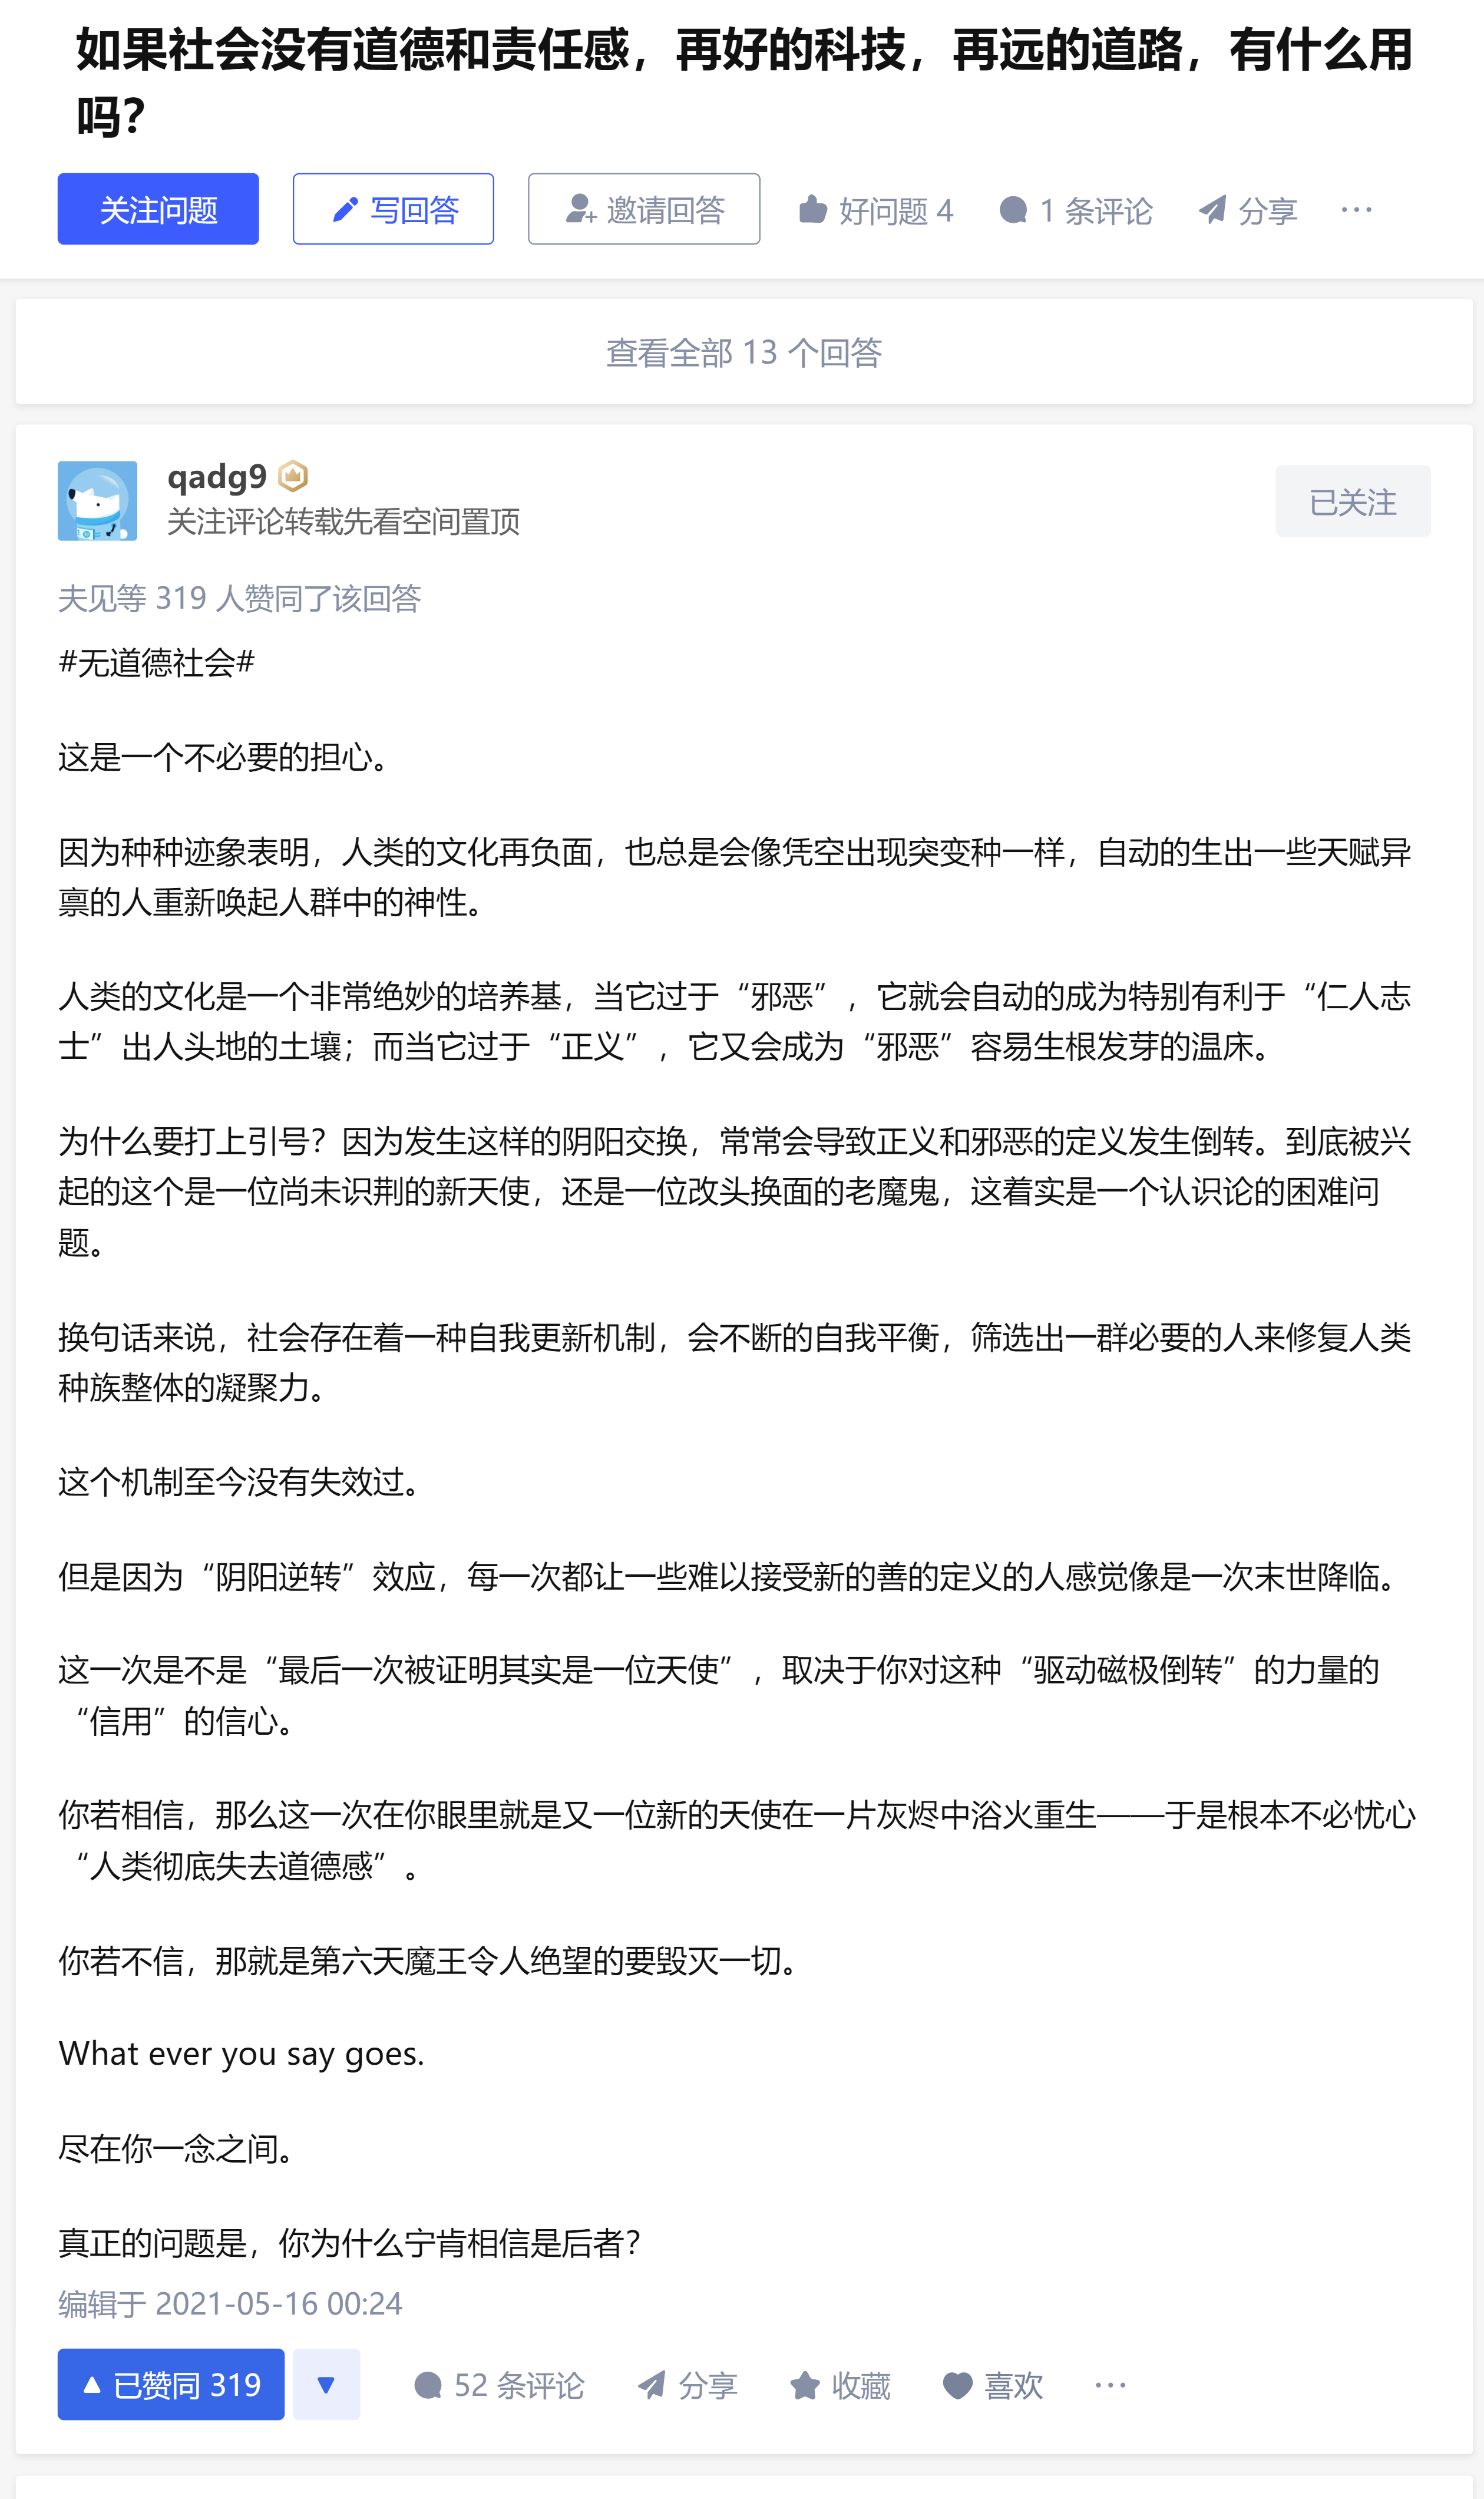 如果社会没有道德和责任感，再好的科技，再远的道路，有什么用
吗？
关注问题
写回答
邀请回答
好问题 4
1 条评论
分享
···
查看全部 13 个回答
qadg9
关注评论转载先看空间置顶
已关注
夫见等 319 人赞同了该回答
#无道德社会#
这是一个不必要的担心。
因为种种迹象表明，人类的文化再负面，也总是会像凭空出现突变种一样，自动的生出一些天赋异
禀的人重新唤起人群中的神性。
人类的文化是一个非常绝妙的培养基，当它过于“邪恶”，它就会自动的成为特别有利于“仁人志
士”出人头地的土壤；而当它过于“正义”，它又会成为“邪恶”容易生根发芽的温床。
为什么要打上引号？因为发生这样的阴阳交换，常常会导致正义和邪恶的定义发生倒转。到底被兴
起的这个是一位尚未识荆的新天使，还是一位改头换面的老魔鬼，这着实是一个认识论的困难问
题。
换句话来说，社会存在着一种自我更新机制，会不断的自我平衡，筛选出一群必要的人来修复人类
种族整体的凝聚力。
这个机制至今没有失效过。
但是因为“阴阳逆转”效应，每一次都让一些难以接受新的善的定义的人感觉像是一次末世降临。
这一次是不是“最后一次被证明其实是一位天使”，取决于你对这种“驱动磁极倒转”的力量的
“信用”的信心。
你若相信，那么这一次在你眼里就是又一位新的天使在一片灰烬中浴火重生——于是根本不必忧心
“人类彻底失去道德感”。
你若不信，那就是第六天魔王令人绝望的要毁灭一切。
What ever you say goes.
尽在你一念之间。
真正的问题是，你为什么宁肯相信是后者？
编辑于 2021-05-16 00:24
已赞同 319
52 条评论
分享
收藏
喜欢
···